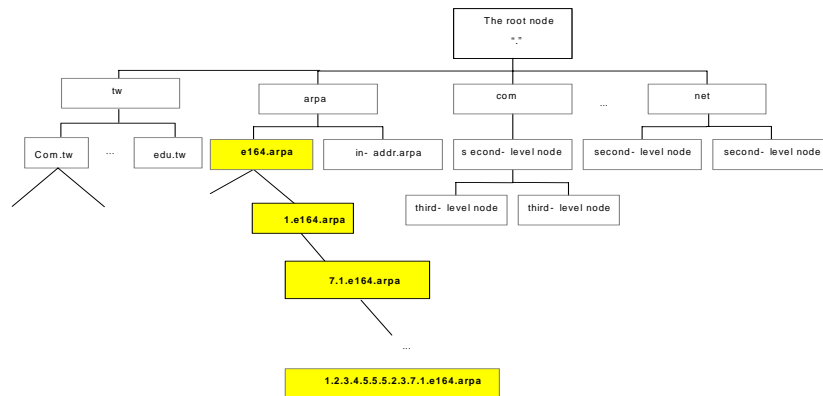 The root node
“.”
tw
arpa
com
...
net
Com.tw
...
edu.tw
e164.arpa
in- addr.arpa
s econd- level node
second- level node
second- level node
third- level node
third- level node
1.e164.arpa
7.1.e164.arpa
...
1.2.3.4.5.5.5.2.3.7.1.e164.arpa